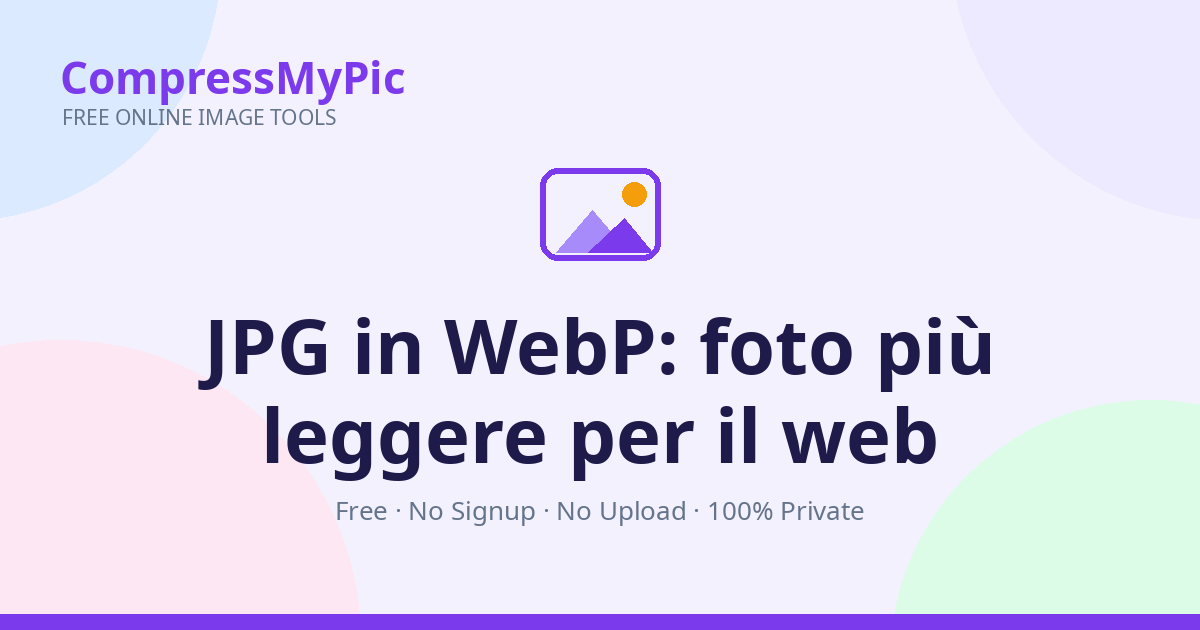 CompressMyPic
FREE ONLINE IMAGE TOOLS
JPG in WebP: foto più
leggere per il web
Free · No Signup · No Upload · 100% Private